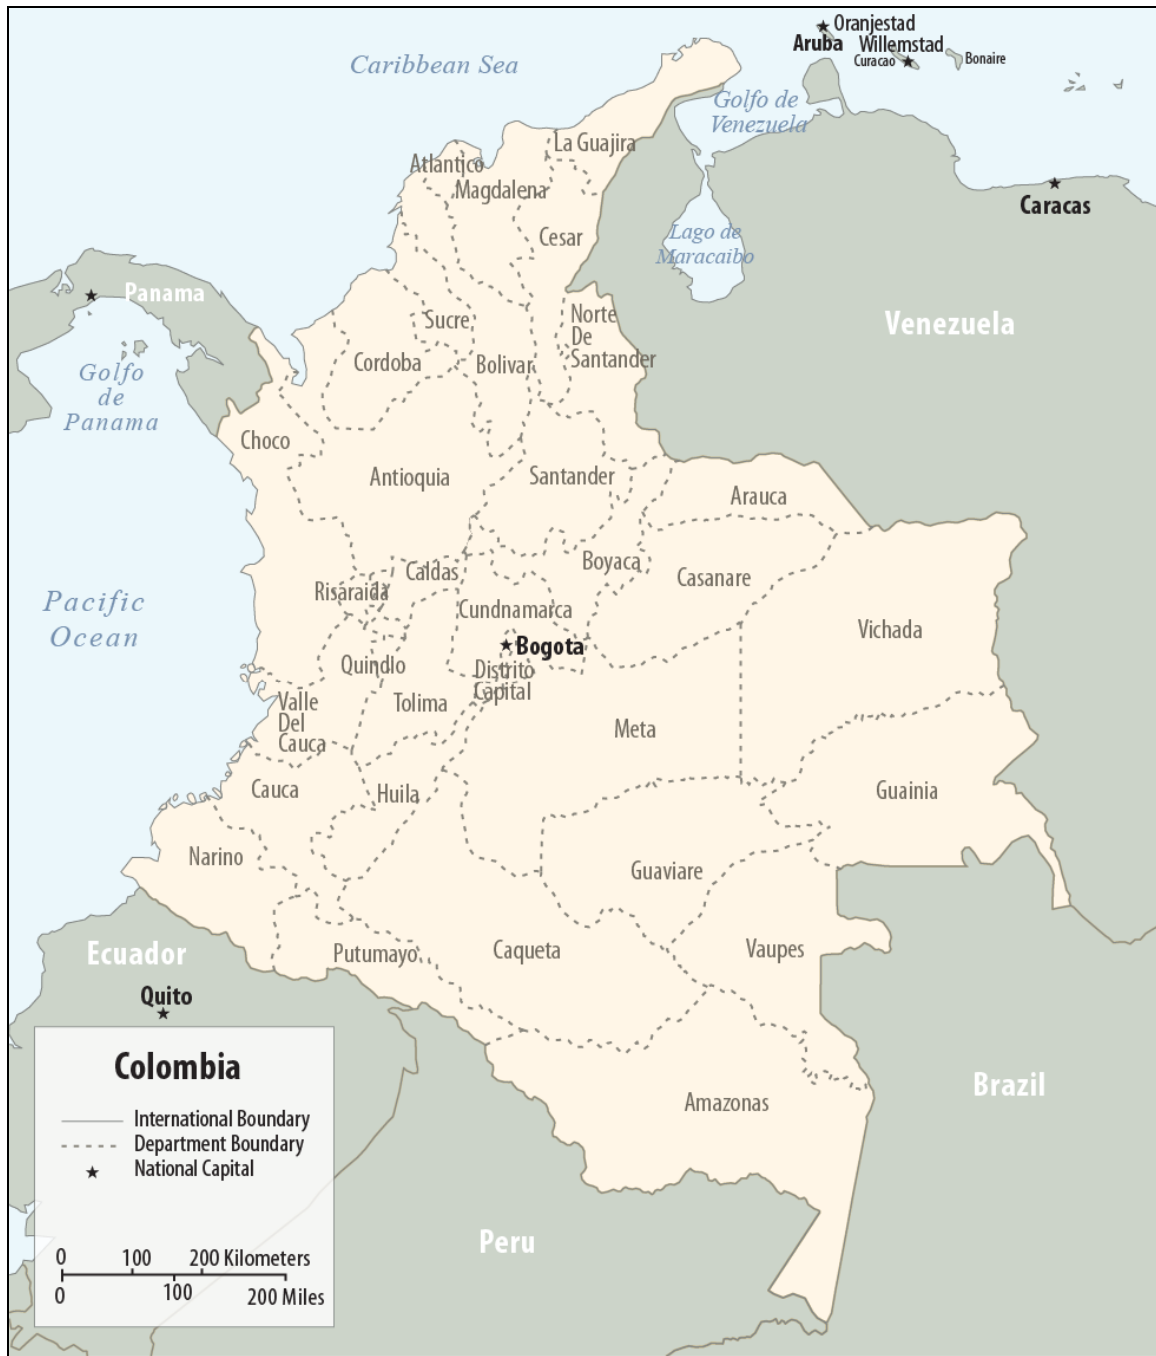 Oranjestad
Aruba
Willemstad
Curacao
Bonaire
Caribbean Sea
Golfo de
Venezuela
La Guajira
Atlantico
Magdalena
Caracas
Cesar
Lago de
Maracaibo
Panama
Norte
De
Santander
Sucre
Venezuela
Cordoba
Bolivar
Golfo
de
Panama
Choco
Antioquia
Santander
Arauca
Boyaca
Caldas
Casanare
Risaraida
Pacific
Ocean
Cundnamarca
Vichada
Bogota
Quindlo
Distrito
Capital
Valle
Del
Cauca
Tolima
Meta
Cauca
Huila
Guainia
Narino
Guaviare
Ecuador
Putumayo
Caqueta
Vaupes
Quito
Colombia
International Boundary
Department Boundary
National Capital
Brazil
Amazonas
Peru
0 100 200 Kilometers
0 100 200 Miles